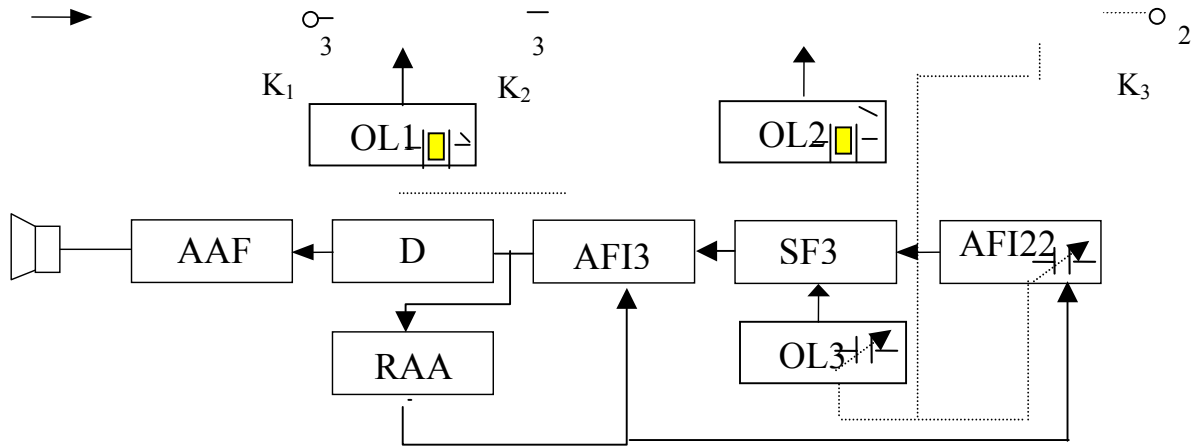 3
3
2
K₁
K₂
K₃
OL1
OL2
AAF
D
AFI3
SF3
AFI22
RAA
OL3